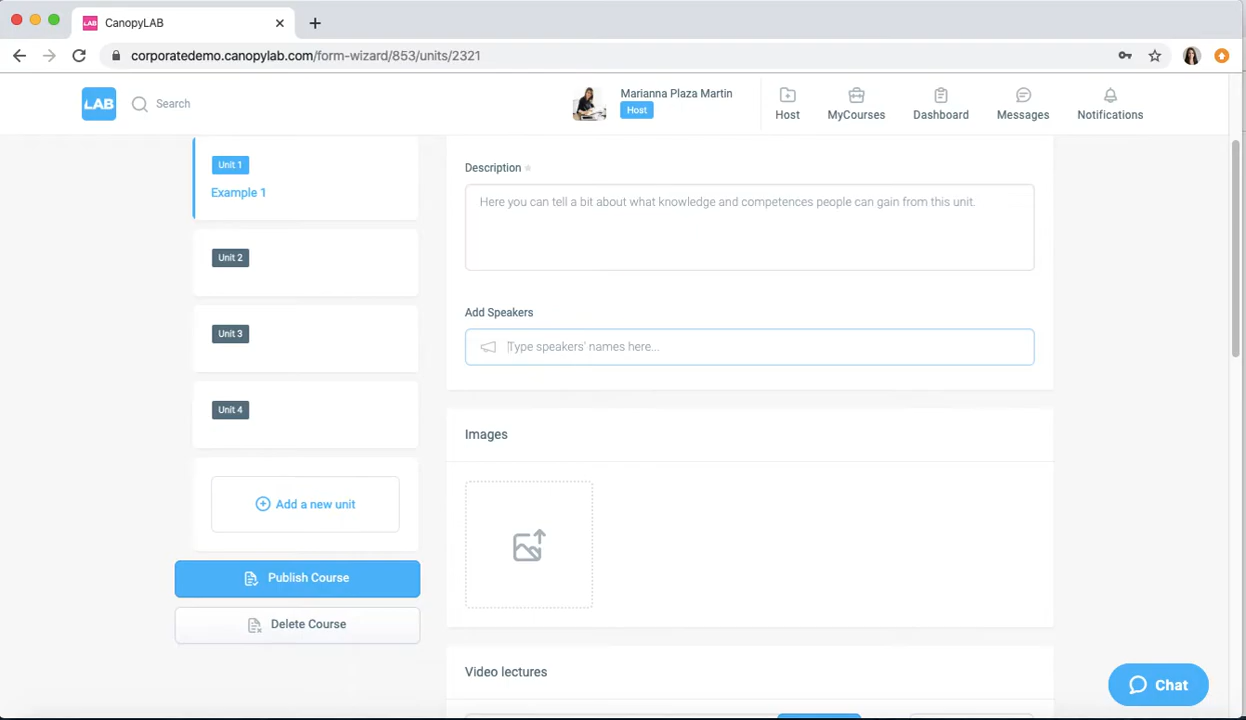 LAB CanopyLAB
corporatedemo.canopylab.com/form-wizard/853/units/2321
LAB Search
Marianna Plaza Martin
Host
Host MyCourses Dashboard Messages Notifications
Unit 1
Example 1
Unit 2
Unit 3
Unit 4
Add a new unit
Publish Course
Delete Course
Description
Here you can tell a bit about what knowledge and competences people can gain from this unit.
Add Speakers
Type speakers' names here...
Images
Video lectures
Chat